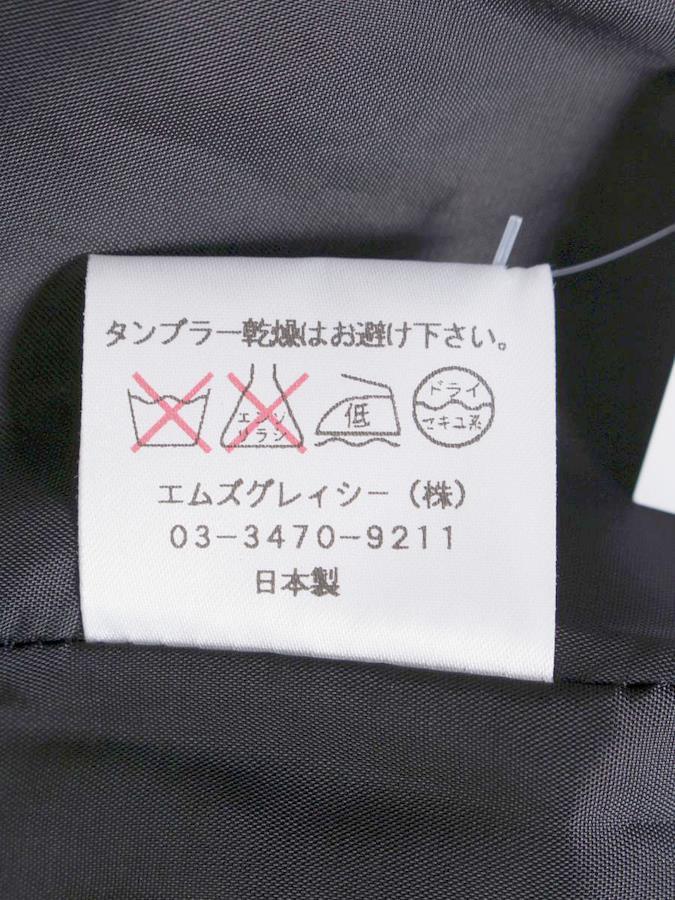 タンブラー乾燥はお避け下さい。
エンソ
サラシ
低
ドライ
セキユ系
エムズグレイシー（株）
03-3470-9211
日本製